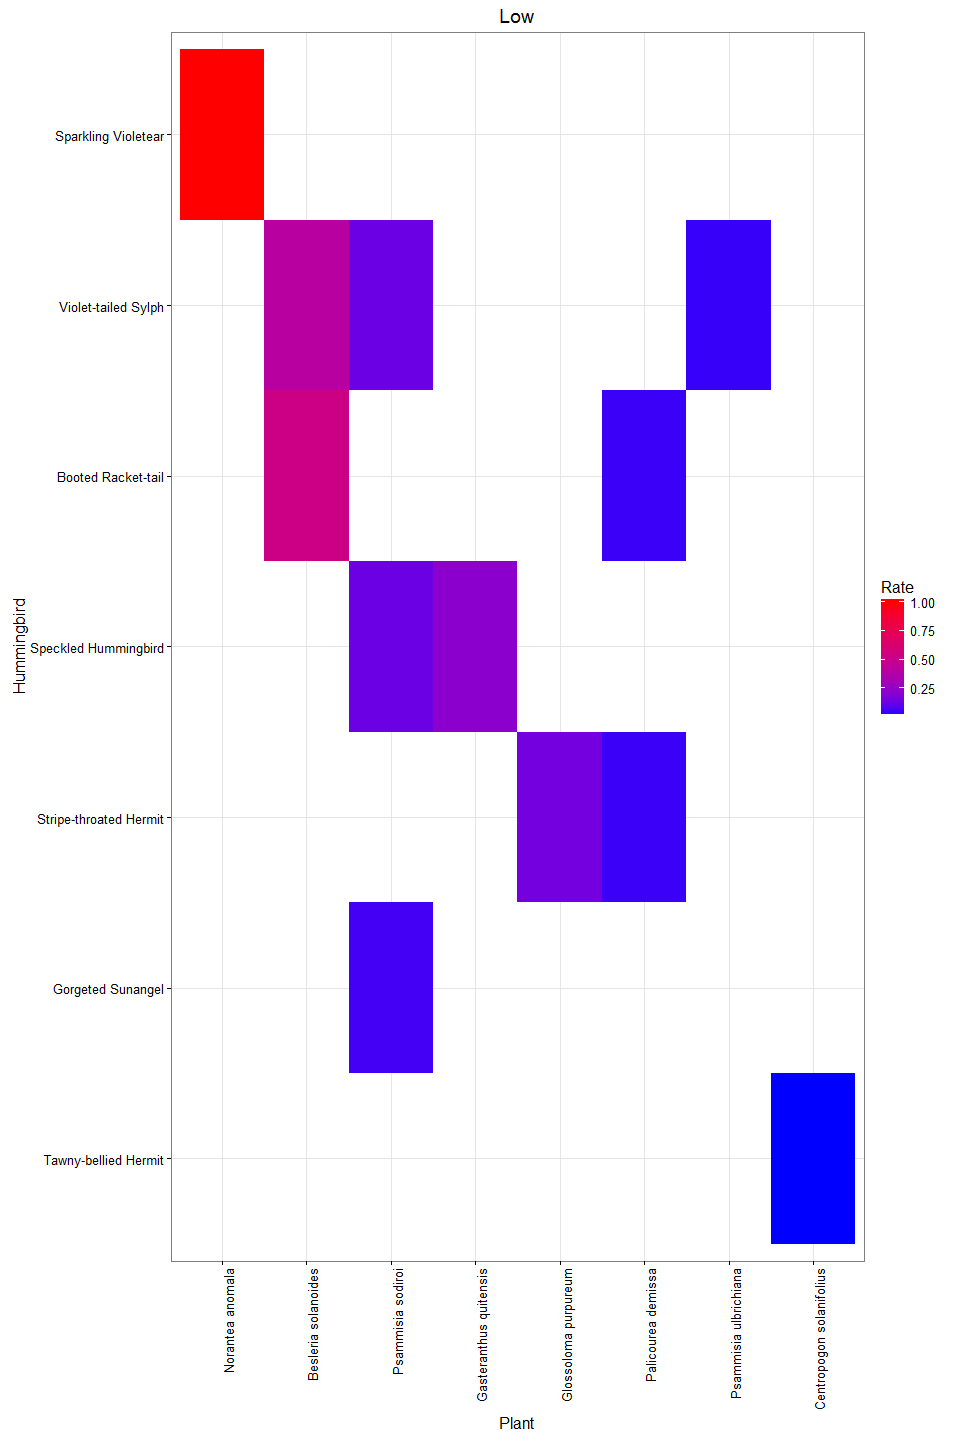 Low
Sparkling Violetear
Violet-tailed Sylph
Booted Racket-tail
Speckled Hummingbird
Stripe-throated Hermit
Gorgeted Sunangel
Tawny-bellied Hermit
Hummingbird
Norantea anomala
Besleria solanoides
Psammisia sodiroi
Gasteranthus quitensis
Glossoloma purpureum
Palicourea demissa
Psammisia ulbrichiana
Centropogon solanifolius
Plant
Rate
1.00
0.75
0.50
0.25